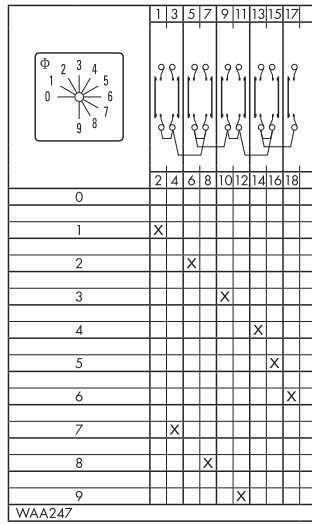 1 3 5 7 9 11 13 15 17
Φ
0 1 2 3 4 5 6 7 8 9
2 4 6 8 10 12 14 16 18
0
1 X
2 X
3 X
4 X
5 X
6 X
7 X
8 X
9 X
WAA247